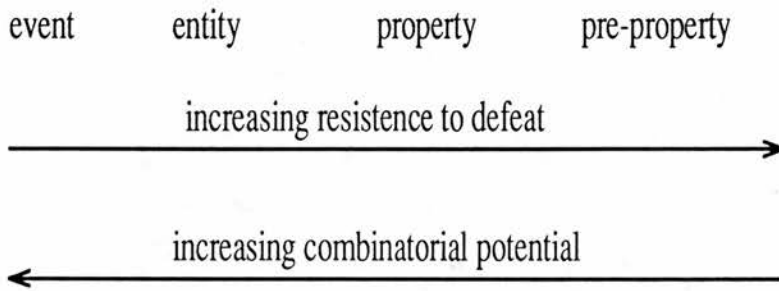 event entity property pre-property
increasing resistence to defeat
increasing combinatorial potential